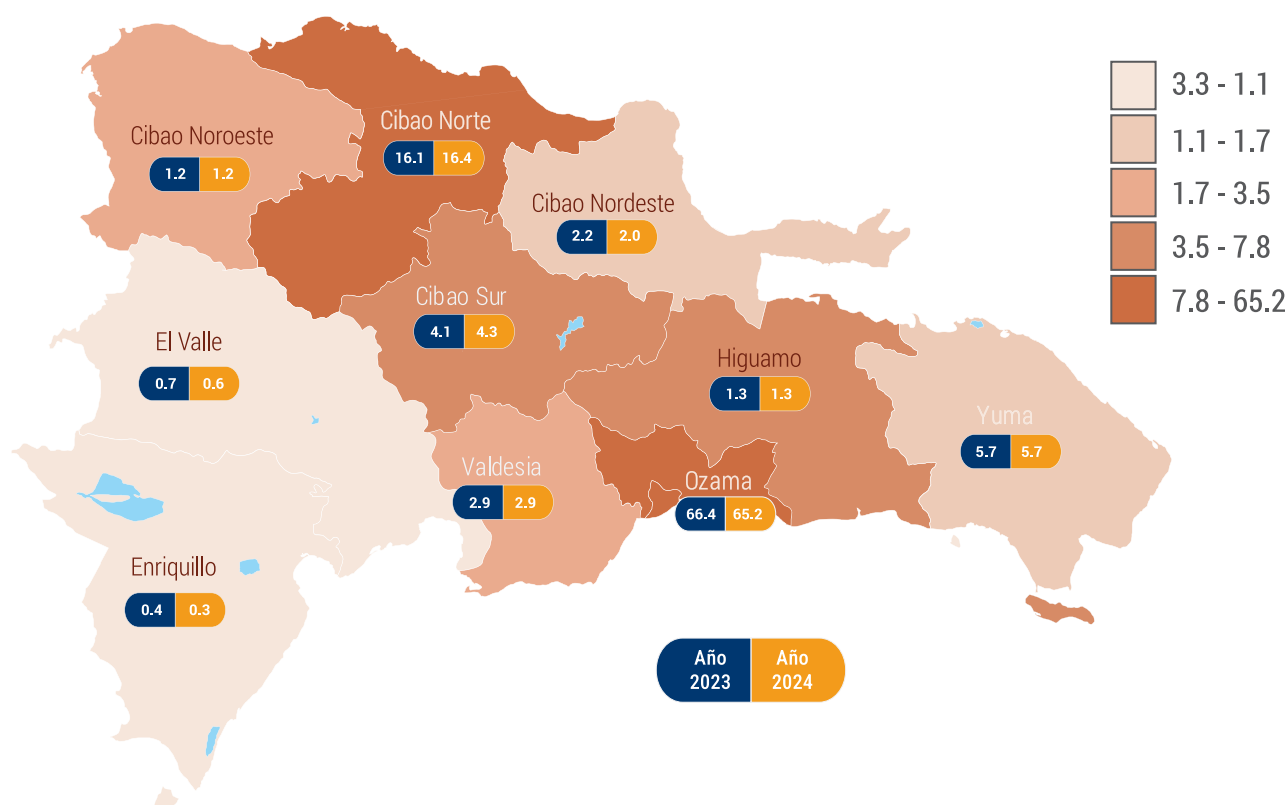 3.3 - 1.1
1.1 - 1.7
1.7 - 3.5
3.5 - 7.8
7.8 - 65.2
Cibao Noroeste
1.2 1.2
Cibao Norte
16.1 16.4
Cibao Nordeste
2.2 2.0
Cibao Sur
4.1 4.3
El Valle
0.7 0.6
Higuamo
1.3 1.3
Yuma
5.7 5.7
Valdesia
2.9 2.9
Ozama
66.4 65.2
Enriquillo
0.4 0.3
Año 2023
Año 2024